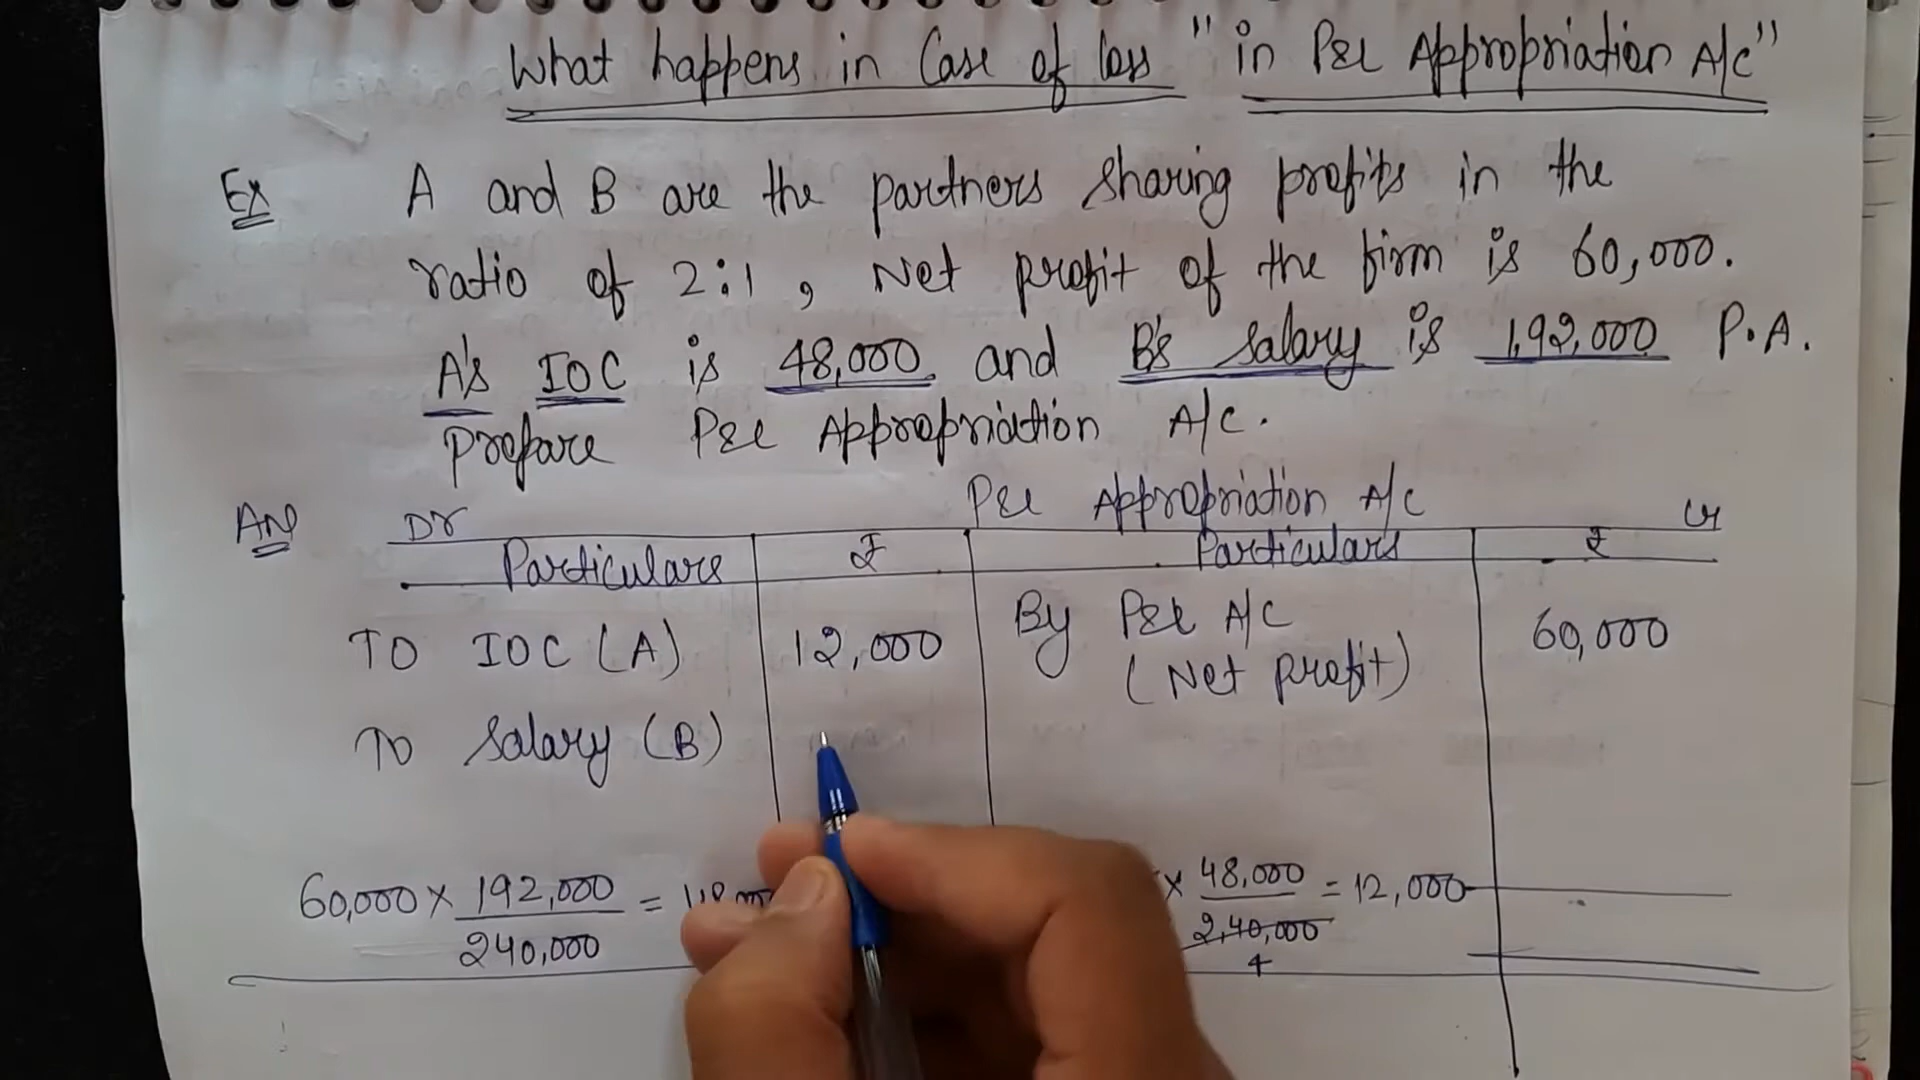 What happens in Case of loss "in P&L Appropriation A/c"
Ex A and B are the partners sharing profits in the
ratio of 2:1, Net profit of the firm is 60,000.
A's IOC is 48,000 and B's salary is 1,92,000 P.A.
Prepare P&L Appropriation A/C.
Ans Dr P&L Appropriation A/C Cr
Particulars ₹ Particulars ₹
TO IOC (A) 12,000 By P&L A/C 60,000
(Net profit)
TO Salary (B)
60,000 × 192,000 / 240,000 = 48,000
× 48,000 / 2,40,000 = 12,000
4